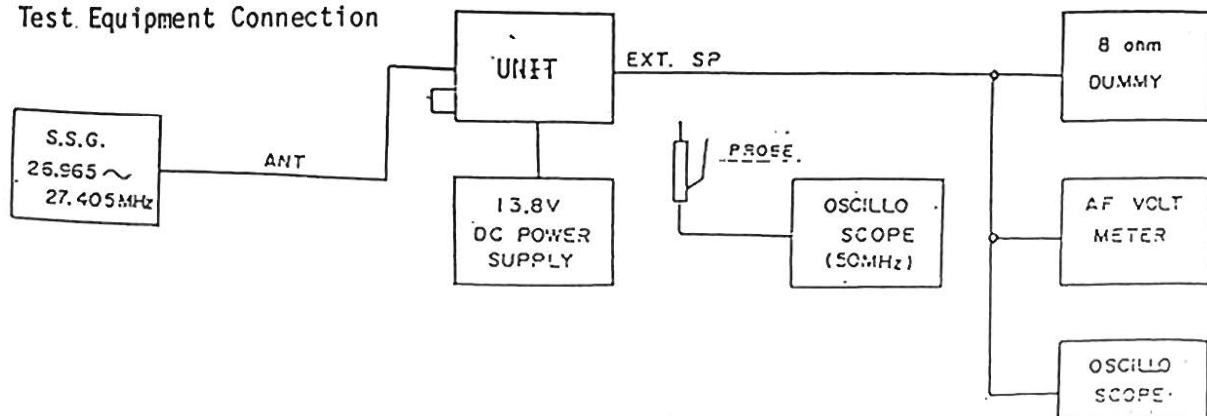 Test Equipment Connection
UNIT
EXT. SP
8 ohm
DUMMY
S.S.G.
26.965 ~
27.405MHz
ANT
PROBE
13.8V
DC POWER
SUPPLY
OSCILLO
SCOPE
(50MHz)
AF VOLT
METER
OSCILLO
SCOPE